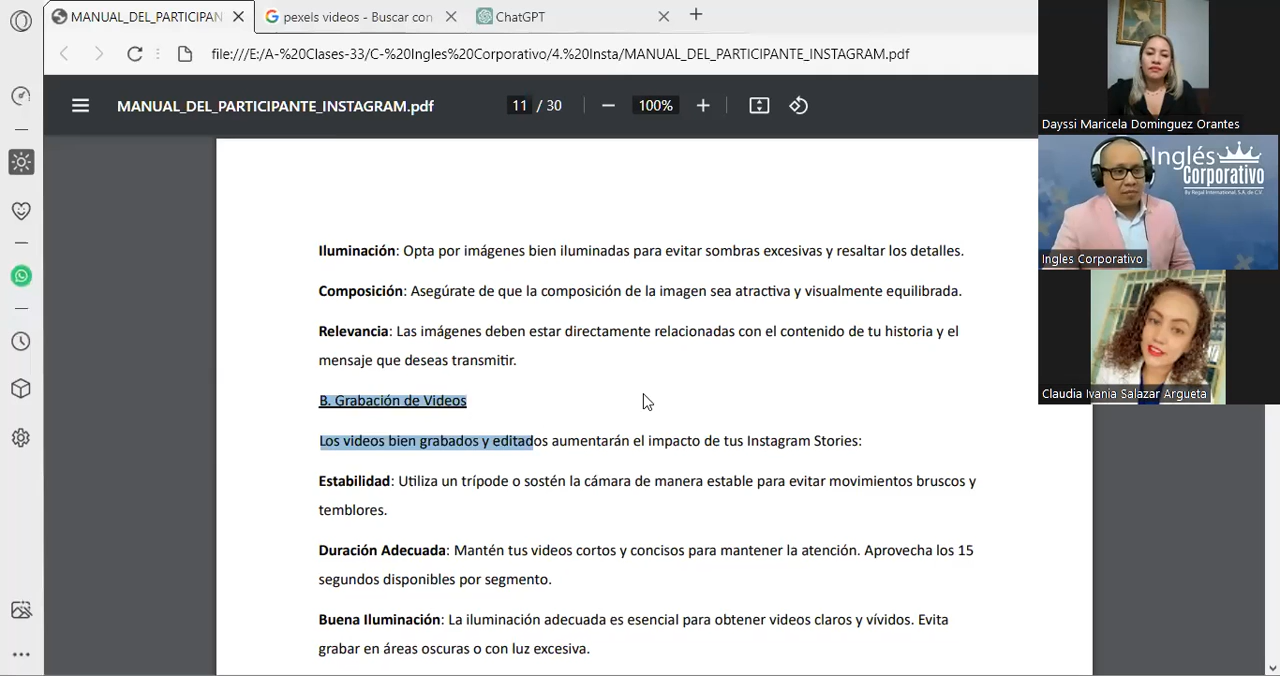 MANUAL_DEL_PARTICIPAN
pexels videos - Buscar con
ChatGPT
file:///E:/A-%20Clases-33/C-%20Ingles%20Corporativo/4.%20Insta/MANUAL_DEL_PARTICIPANTE_INSTAGRAM.pdf
MANUAL_DEL_PARTICIPANTE_INSTAGRAM.pdf
11 / 30
100%
Iluminación: Opta por imágenes bien iluminadas para evitar sombras excesivas y resaltar los detalles.
Composición: Asegúrate de que la composición de la imagen sea atractiva y visualmente equilibrada.
Relevancia: Las imágenes deben estar directamente relacionadas con el contenido de tu historia y el
mensaje que deseas transmitir.
B. Grabación de Videos
Los videos bien grabados y editados aumentarán el impacto de tus Instagram Stories:
Estabilidad: Utiliza un trípode o sostén la cámara de manera estable para evitar movimientos bruscos y
temblores.
Duración Adecuada: Mantén tus videos cortos y concisos para mantener la atención. Aprovecha los 15
segundos disponibles por segmento.
Buena Iluminación: La iluminación adecuada es esencial para obtener videos claros y vívidos. Evita
grabar en áreas oscuras o con luz excesiva.
Dayssi Maricela Dominguez Orantes
Inglés
Corporativo
By Regal International, S.A. de C.V.
Ingles Corporativo
Claudia Ivania Salazar Argueta